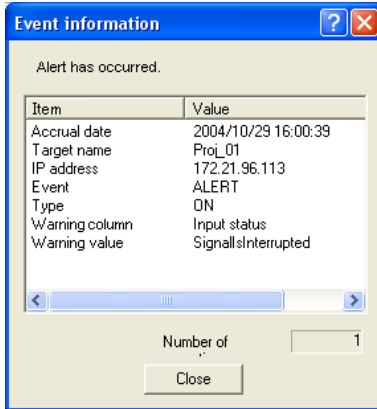 Event information
Alert has occurred.
Item Value
Accrual date 2004/10/29 16:00:39
Target name Proj_01
IP address 172.21.96.113
Event ALERT
Type ON
Warning column Input status
Warning value SignalIsInterrupted
Number of 1
Close